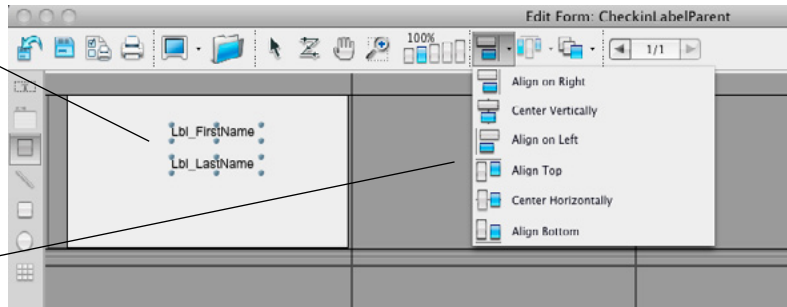 Edit Form: CheckinLabelParent
100%
1/1
Align on Right
Center Vertically
Align on Left
Align Top
Center Horizontally
Align Bottom
Lbl_FirstName
Lbl_LastName